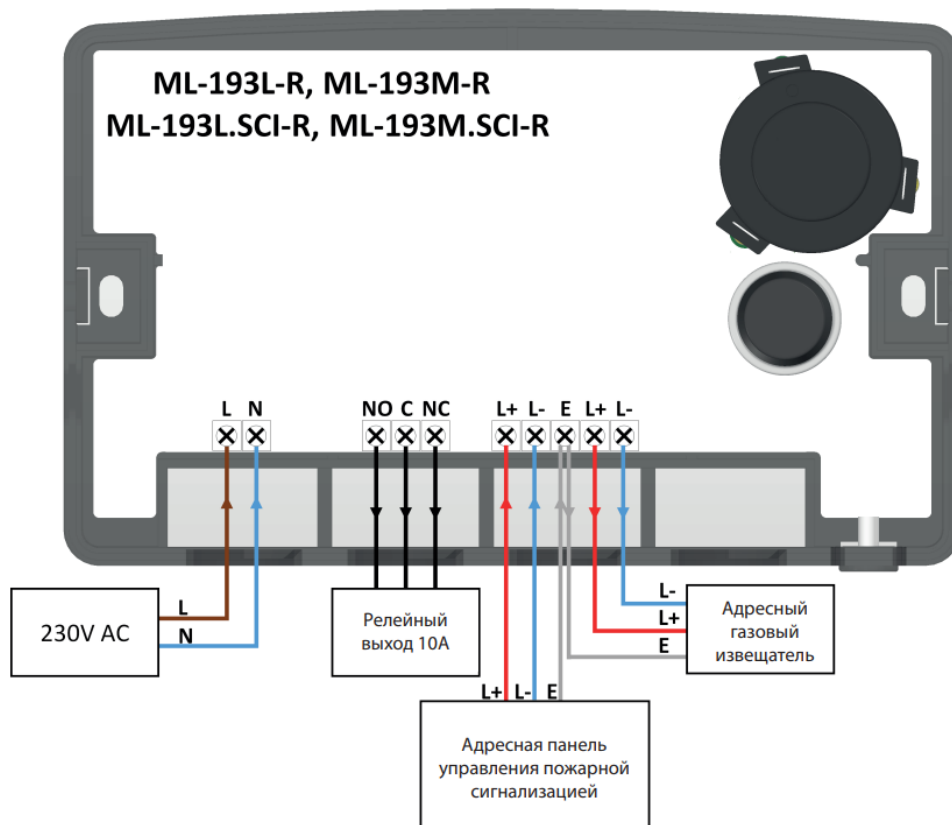 ML-193L-R, ML-193M-R
ML-193L.SCI-R, ML-193M.SCI-R
L N
NO C NC
L+ L- E L+ L-
230V AC
L
N
Релейный
выход 10А
L-
L+
E
Адресный
газовый
извещатель
L+ L- E
Адресная панель
управления пожарной
сигнализацией